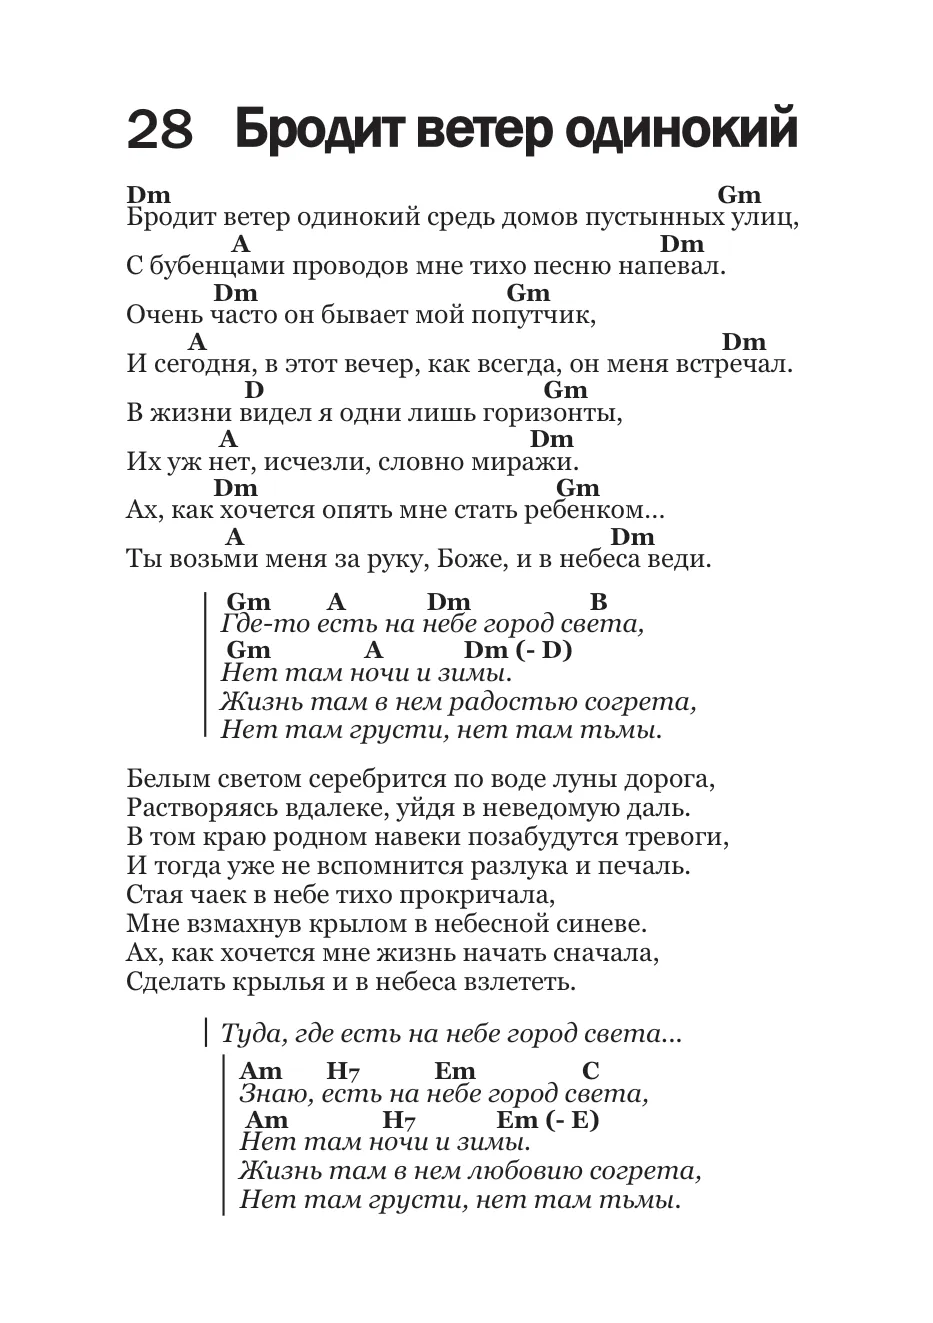 28 Бродит ветер одинокий
Dm Gm
Бродит ветер одинокий средь домов пустынных улиц,
A Dm
С бубенцами проводов мне тихо песню напевал.
Dm Gm
Очень часто он бывает мой попутчик,
A Dm
И сегодня, в этот вечер, как всегда, он меня встречал.
D Gm
В жизни видел я одни лишь горизонты,
A Dm
Их уж нет, исчезли, словно миражи.
Dm Gm
Ах, как хочется опять мне стать ребенком...
A Dm
Ты возьми меня за руку, Боже, и в небеса веди.
Gm A Dm B
Где-то есть на небе город света,
Gm A Dm (- D)
Нет там ночи и зимы.
Жизнь там в нем радостью согрета,
Нет там грусти, нет там тьмы.
Белым светом серебрится по воде луны дорога,
Растворяясь вдалеке, уйдя в неведомую даль.
В том краю родном навеки позабудутся тревоги,
И тогда уже не вспомнится разлука и печаль.
Стая чаек в небе тихо прокричала,
Мне взмахнув крылом в небесной синеве.
Ах, как хочется мне жизнь начать сначала,
Сделать крылья и в небеса взлететь.
Туда, где есть на небе город света...
Am H7 Em C
Знаю, есть на небе город света,
Am H7 Em (- E)
Нет там ночи и зимы.
Жизнь там в нем любовию согрета,
Нет там грусти, нет там тьмы.